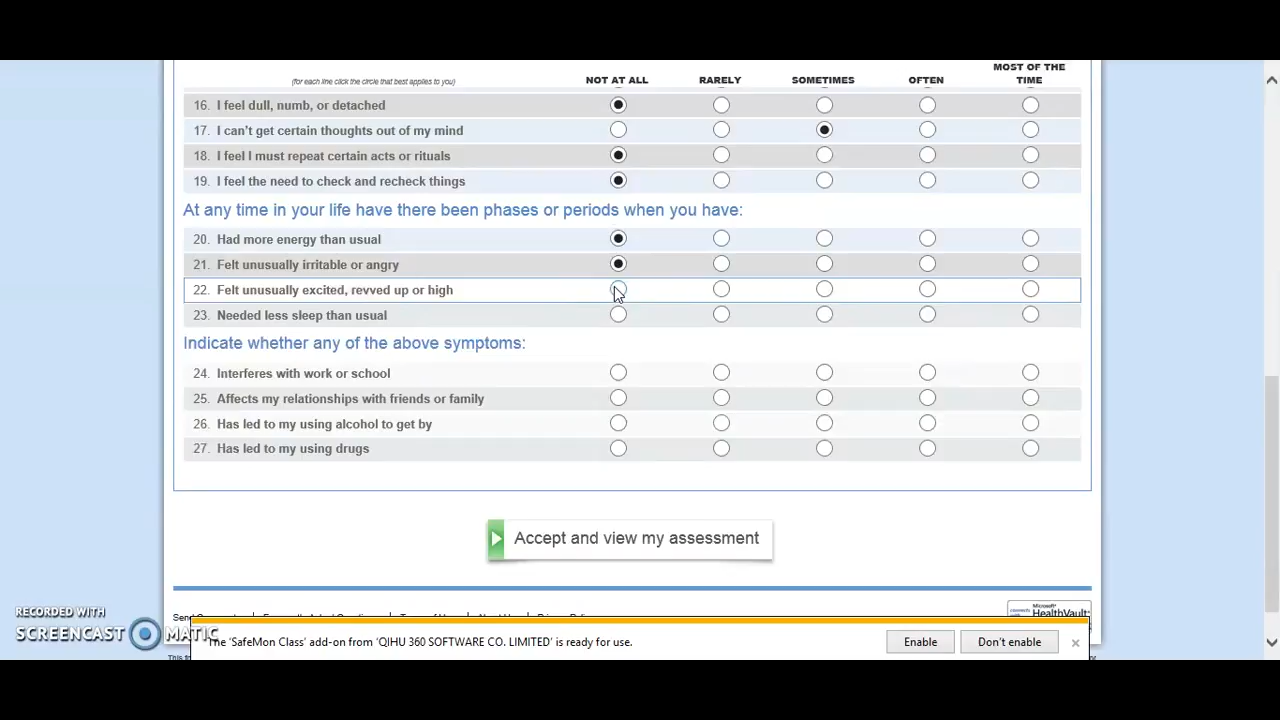 MOST OF THE
(for each line click the circle that best applies to you) NOT AT ALL RARELY SOMETIMES OFTEN TIME
16. I feel dull, numb, or detached
17. I can't get certain thoughts out of my mind
18. I feel I must repeat certain acts or rituals
19. I feel the need to check and recheck things
At any time in your life have there been phases or periods when you have:
20. Had more energy than usual
21. Felt unusually irritable or angry
22. Felt unusually excited, revved up or high
23. Needed less sleep than usual
Indicate whether any of the above symptoms:
24. Interferes with work or school
25. Affects my relationships with friends or family
26. Has led to my using alcohol to get by
27. Has led to my using drugs
Accept and view my assessment
Microsoft
HealthVault
RECORDED WITH
SCREENCAST MATIC
The 'SafeMon Class' add-on from 'QIHU 360 SOFTWARE CO. LIMITED' is ready for use. Enable Don't enable ×